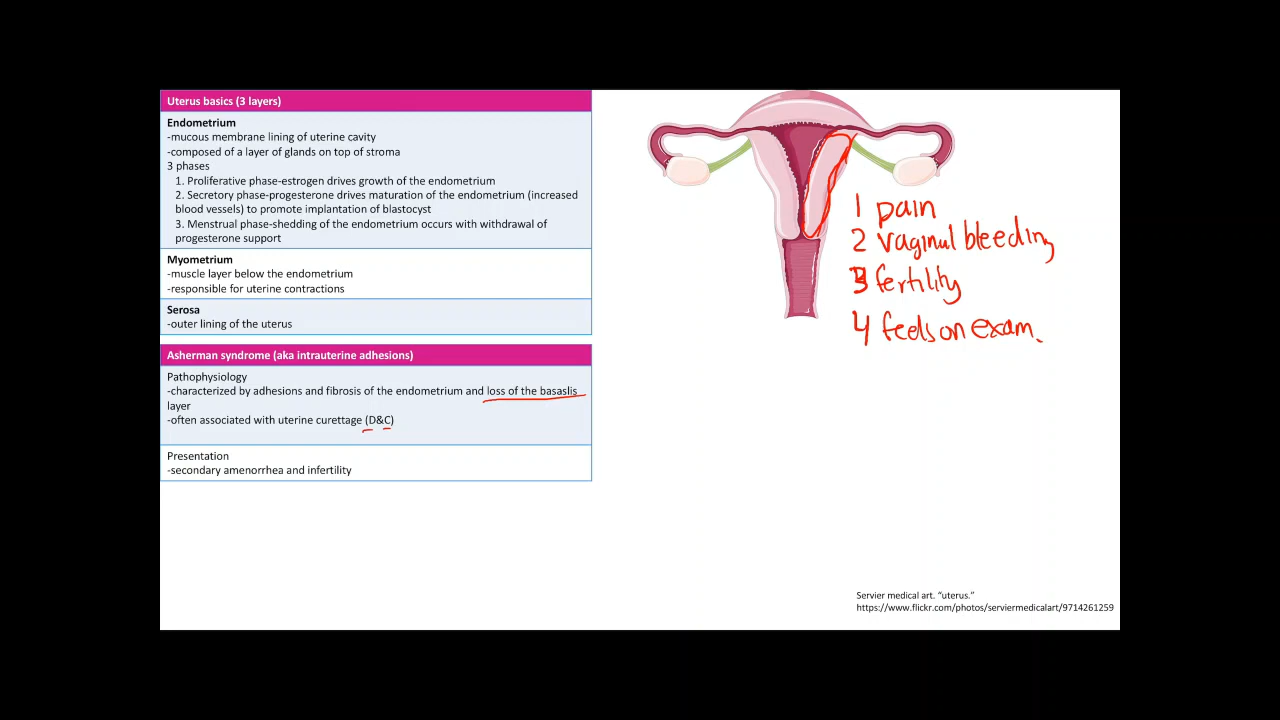 Uterus basics (3 layers)
Endometrium
-mucous membrane lining of uterine cavity
-composed of a layer of glands on top of stroma
3 phases
1. Proliferative phase-estrogen drives growth of the endometrium
2. Secretory phase-progesterone drives maturation of the endometrium (increased
blood vessels) to promote implantation of blastocyst
3. Menstrual phase-shedding of the endometrium occurs with withdrawal of
progesterone support
Myometrium
-muscle layer below the endometrium
-responsible for uterine contractions
Serosa
-outer lining of the uterus
Asherman syndrome (aka intrauterine adhesions)
Pathophysiology
-characterized by adhesions and fibrosis of the endometrium and loss of the basaslis
layer
-often associated with uterine curettage (D&C)
Presentation
-secondary amenorrhea and infertility
1 pain
2 vaginul bleeding
3 fertility
4 feels on exam.
Servier medical art. “uterus.”
https://www.flickr.com/photos/serviermedicalart/9714261259